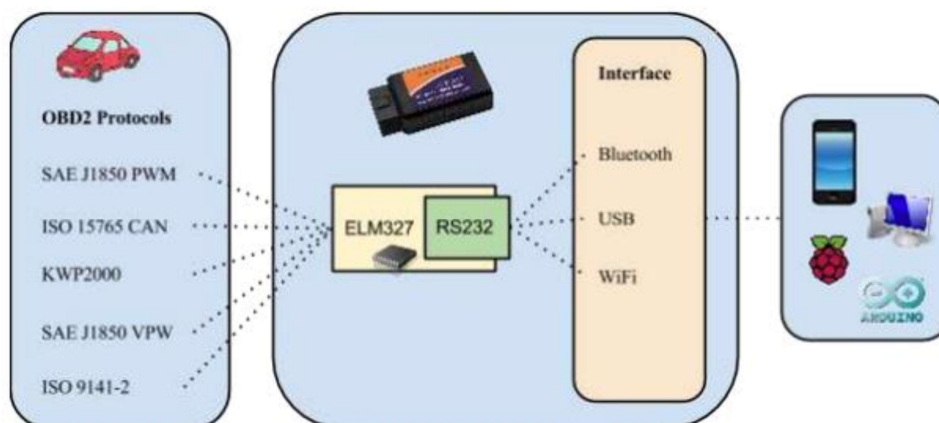 OBD2 Protocols
SAE J1850 PWM
ISO 15765 CAN
KWP2000
SAE J1850 VPW
ISO 9141-2
ELM327
RS232
Interface
Bluetooth
USB
WiFi
ARDUINO